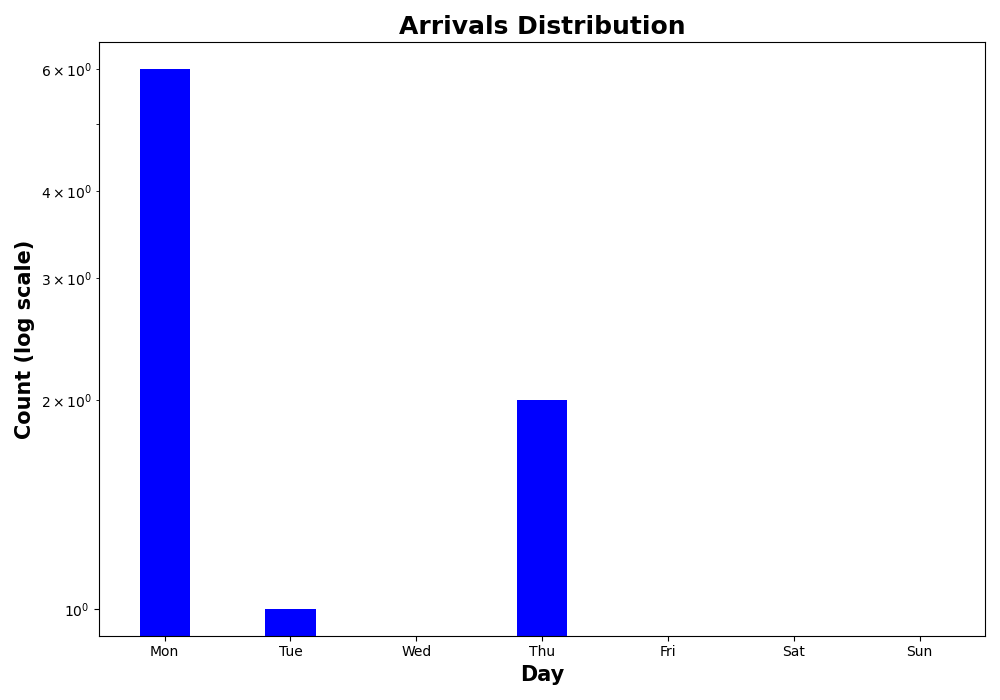 Arrivals Distribution
Count (log scale)
6 × 10⁰
4 × 10⁰
3 × 10⁰
2 × 10⁰
10⁰
Mon Tue Wed Thu Fri Sat Sun
Day